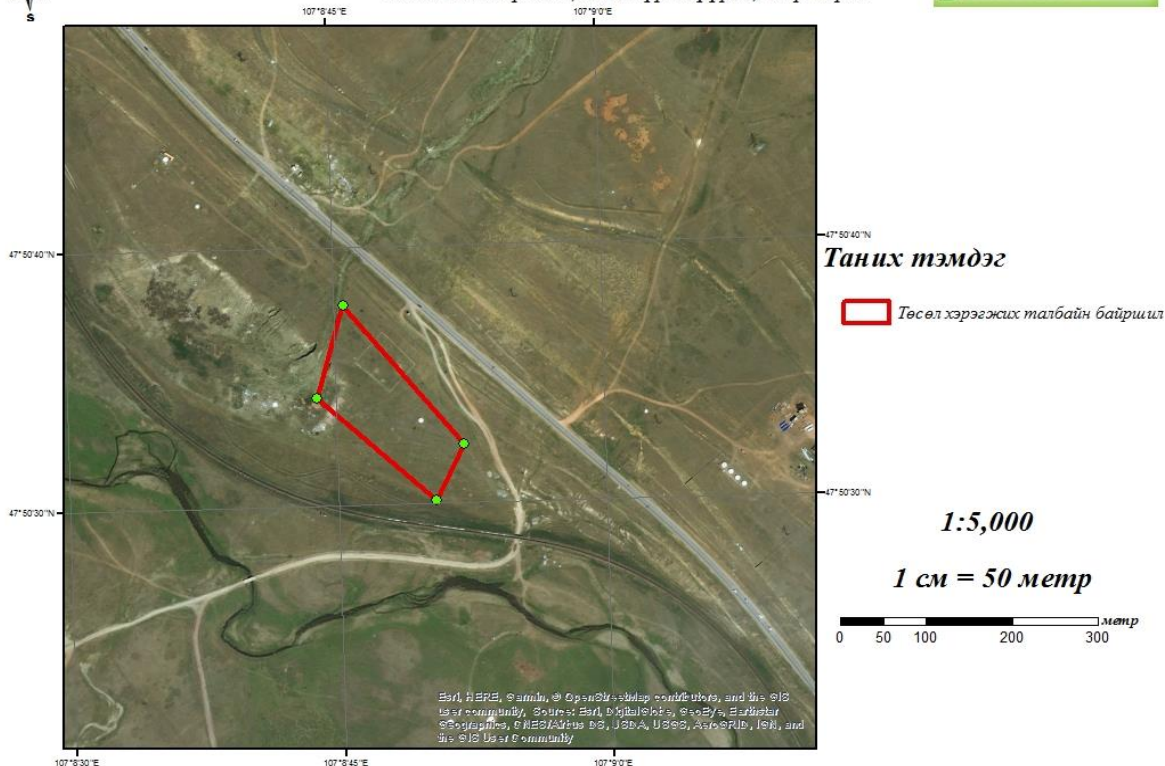 s
107°8'45"E
107°9'0"E
47°50'40"N
47°50'40"N
Таних тэмдэг
Төсөл хэрэгжих талбайн байршил
47°50'30"N
47°50'30"N
1:5,000
1 см = 50 метр
метр
0 50 100 200 300
Esri, HERE, Garmin, © OpenStreetMap contributors, and the GIS
user community, Source: Esri, DigitalGlobe, GeoEye, Earthstar
Geographics, CNES/Airbus DS, USDA, USGS, AeroGRID, IGN, and
the GIS User Community
107°8'30"E
107°8'45"E
107°9'0"E